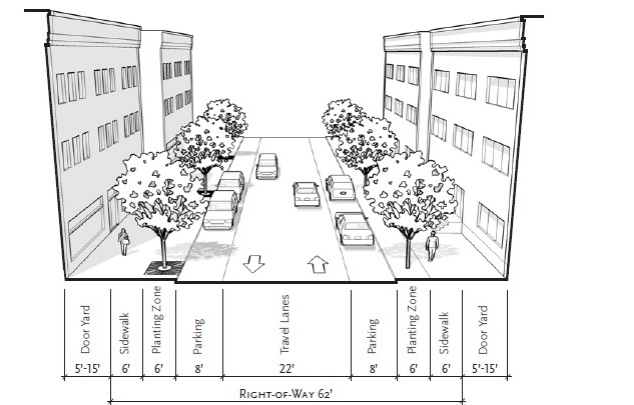 Door Yard
Sidewalk
Planting Zone
Parking
Travel Lanes
Parking
Planting Zone
Sidewalk
Door Yard
5'-15' 6' 6' 8' 22' 8' 6' 6' 5'-15'
Right-of-Way 62'